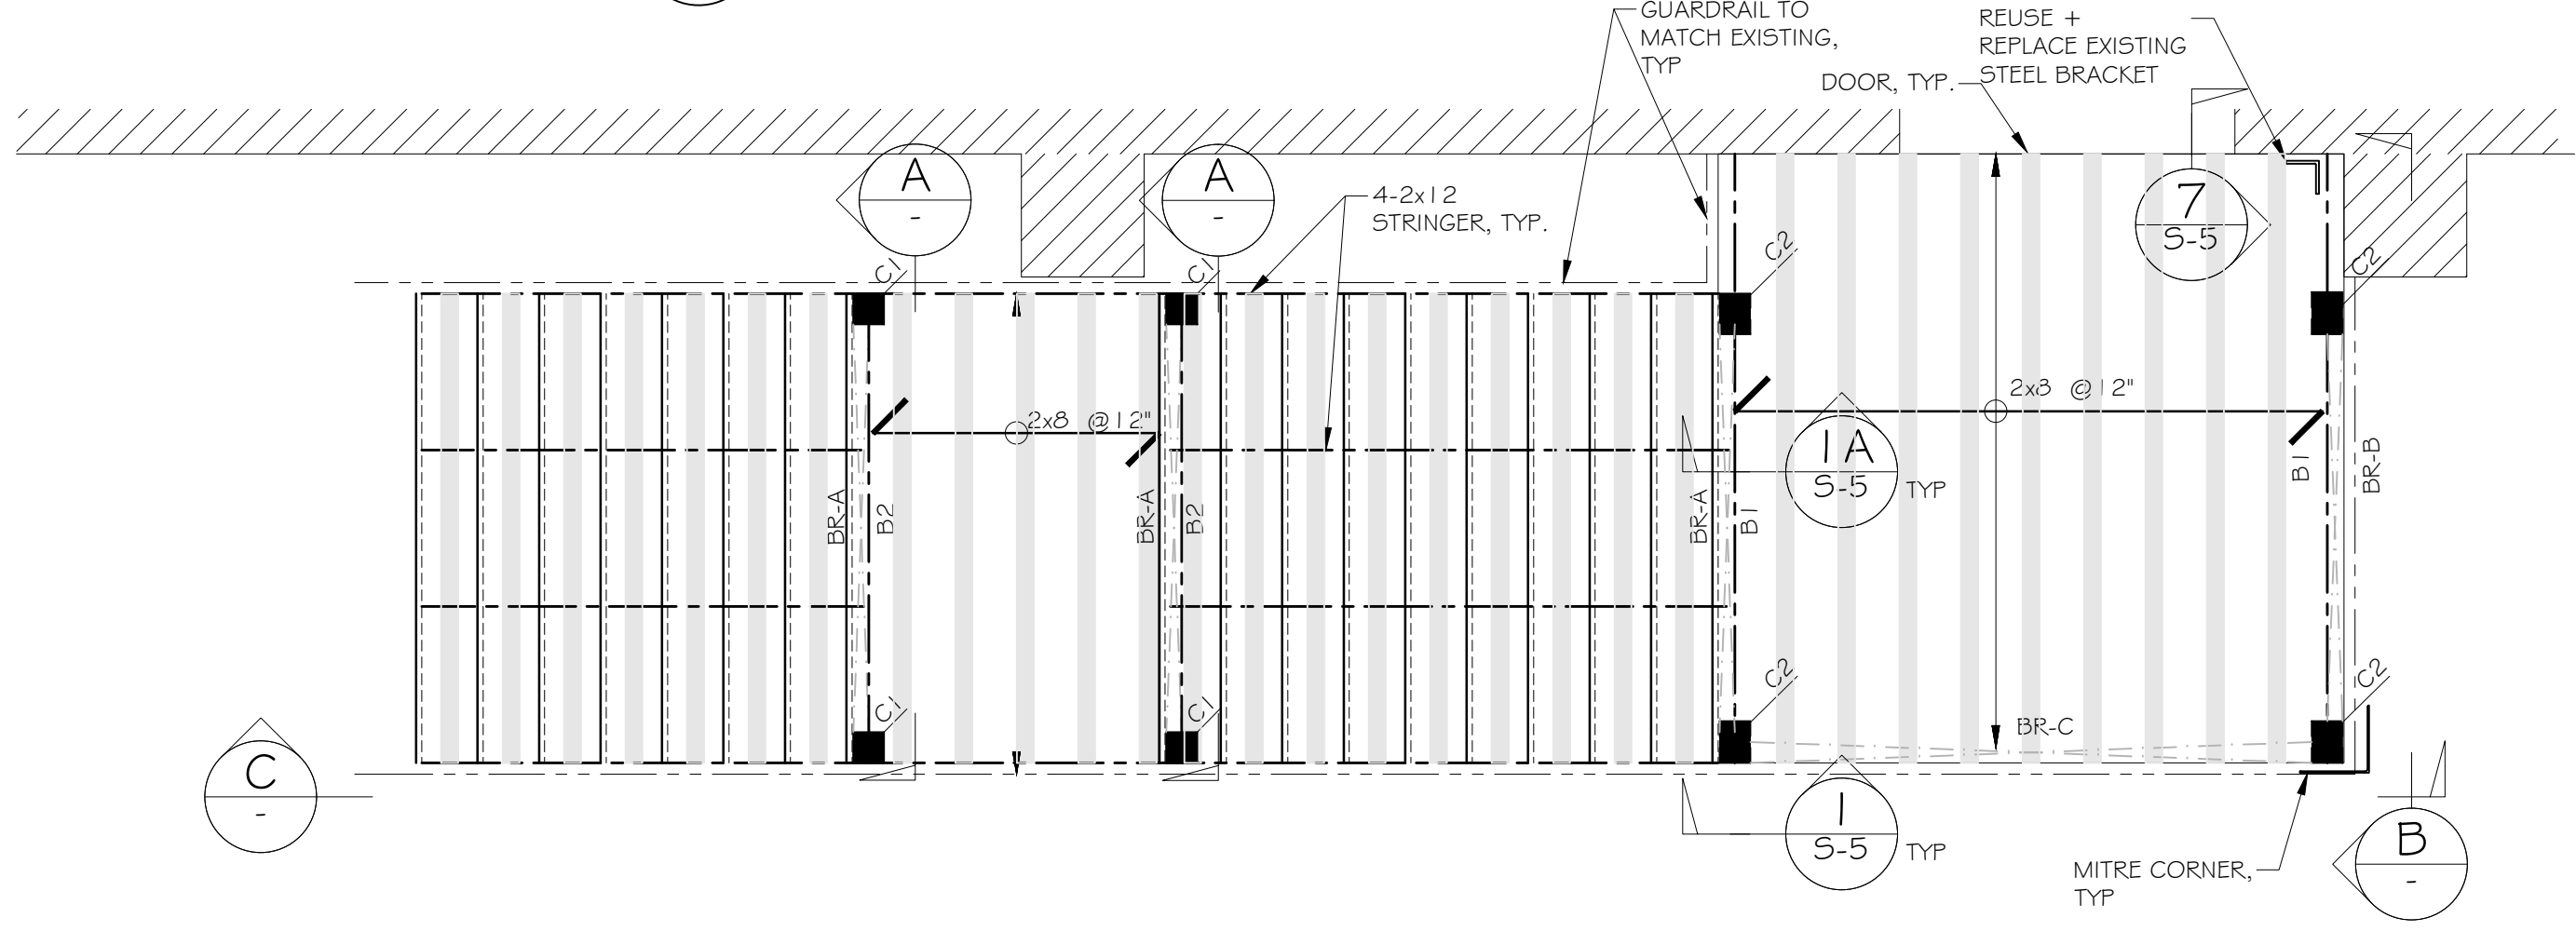 GUARDRAIL TO
MATCH EXISTING,
TYP
REUSE +
REPLACE EXISTING
STEEL BRACKET
DOOR, TYP.
A
-
A
-
4-2x12
STRINGER, TYP.
7
S-5
C1
C1
C2
C2
2x8 @12"
2x8 @12"
1A
S-5
TYP
BR-A
B2
BR-A
B2
BR-A
B1
B1
BR-B
C1
C1
C2
C2
BR-C
C
-
1
S-5
TYP
B
-
MITRE CORNER,
TYP